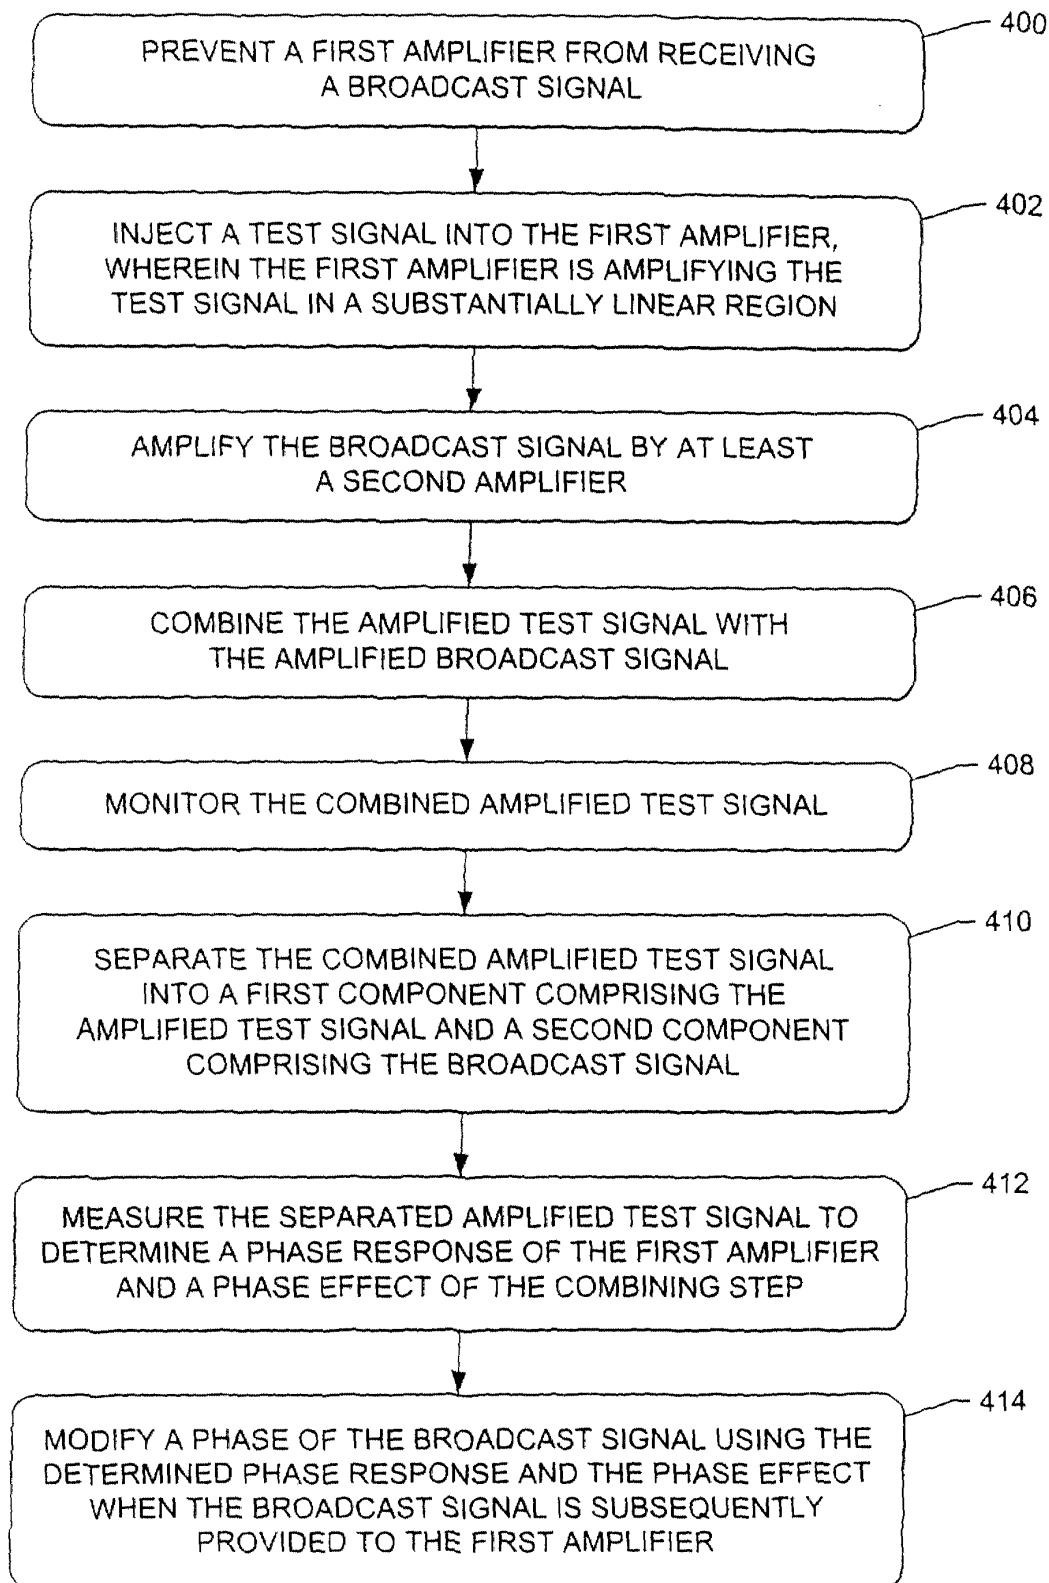 400
PREVENT A FIRST AMPLIFIER FROM RECEIVING
A BROADCAST SIGNAL
402
INJECT A TEST SIGNAL INTO THE FIRST AMPLIFIER,
WHEREIN THE FIRST AMPLIFIER IS AMPLIFYING THE
TEST SIGNAL IN A SUBSTANTIALLY LINEAR REGION
404
AMPLIFY THE BROADCAST SIGNAL BY AT LEAST
A SECOND AMPLIFIER
406
COMBINE THE AMPLIFIED TEST SIGNAL WITH
THE AMPLIFIED BROADCAST SIGNAL
408
MONITOR THE COMBINED AMPLIFIED TEST SIGNAL
410
SEPARATE THE COMBINED AMPLIFIED TEST SIGNAL
INTO A FIRST COMPONENT COMPRISING THE
AMPLIFIED TEST SIGNAL AND A SECOND COMPONENT
COMPRISING THE BROADCAST SIGNAL
412
MEASURE THE SEPARATED AMPLIFIED TEST SIGNAL TO
DETERMINE A PHASE RESPONSE OF THE FIRST AMPLIFIER
AND A PHASE EFFECT OF THE COMBINING STEP
414
MODIFY A PHASE OF THE BROADCAST SIGNAL USING THE
DETERMINED PHASE RESPONSE AND THE PHASE EFFECT
WHEN THE BROADCAST SIGNAL IS SUBSEQUENTLY
PROVIDED TO THE FIRST AMPLIFIER